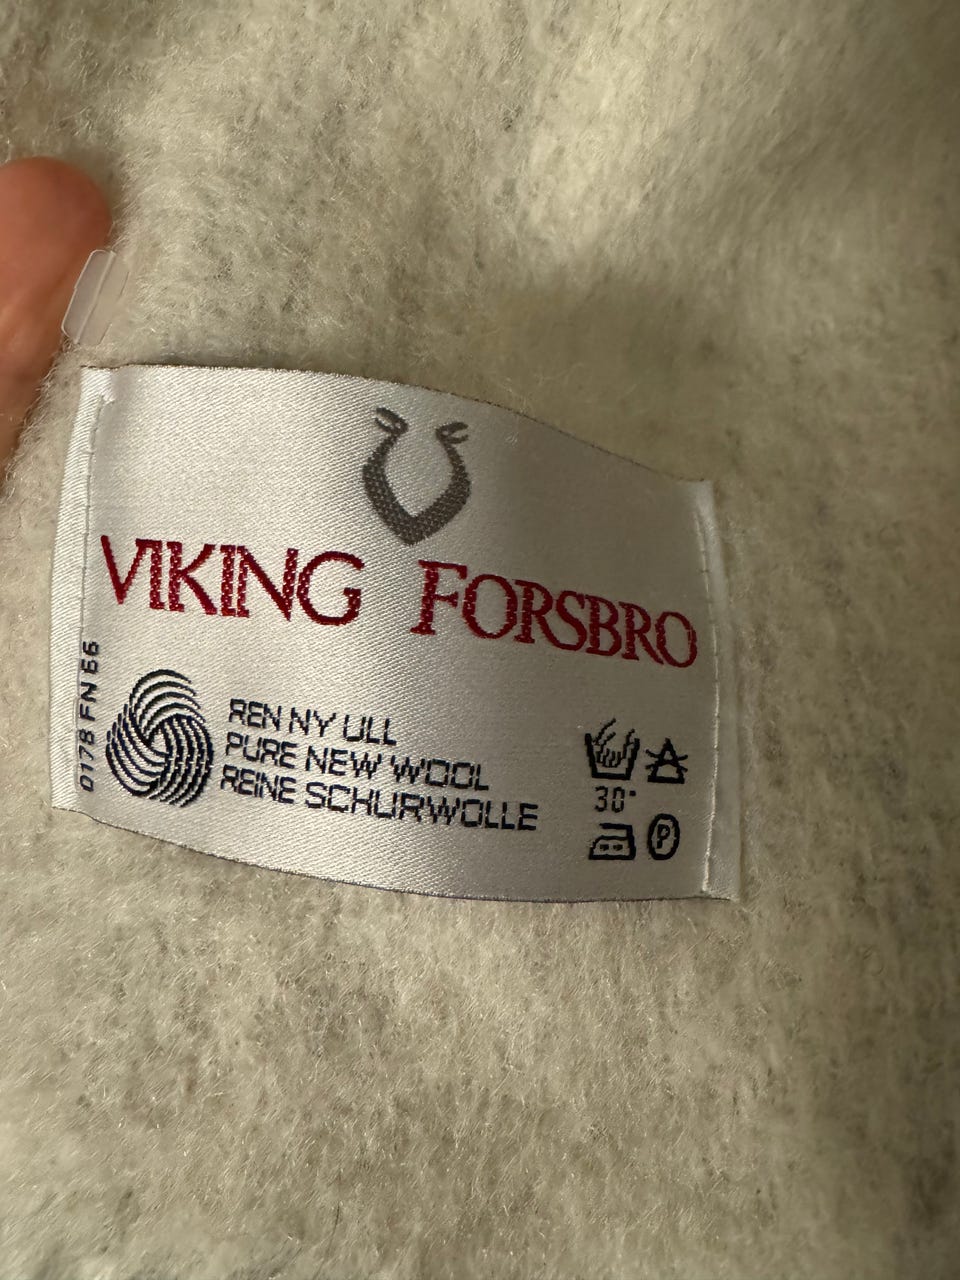 VIKING FORSBRO
0178 FN 66
REN NY ULL
PURE NEW WOOL
REINE SCHURWOLLE
30°
P